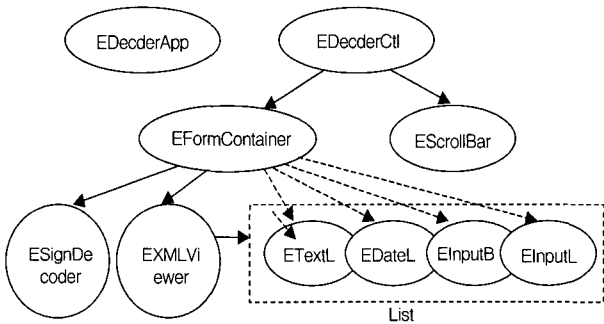 EDecderApp
EDecderCtl
EFormContainer
EScrollBar
ESignDe
coder
EXMLVi
ewer
ETextL
EDateL
EInputB
EInputL
List